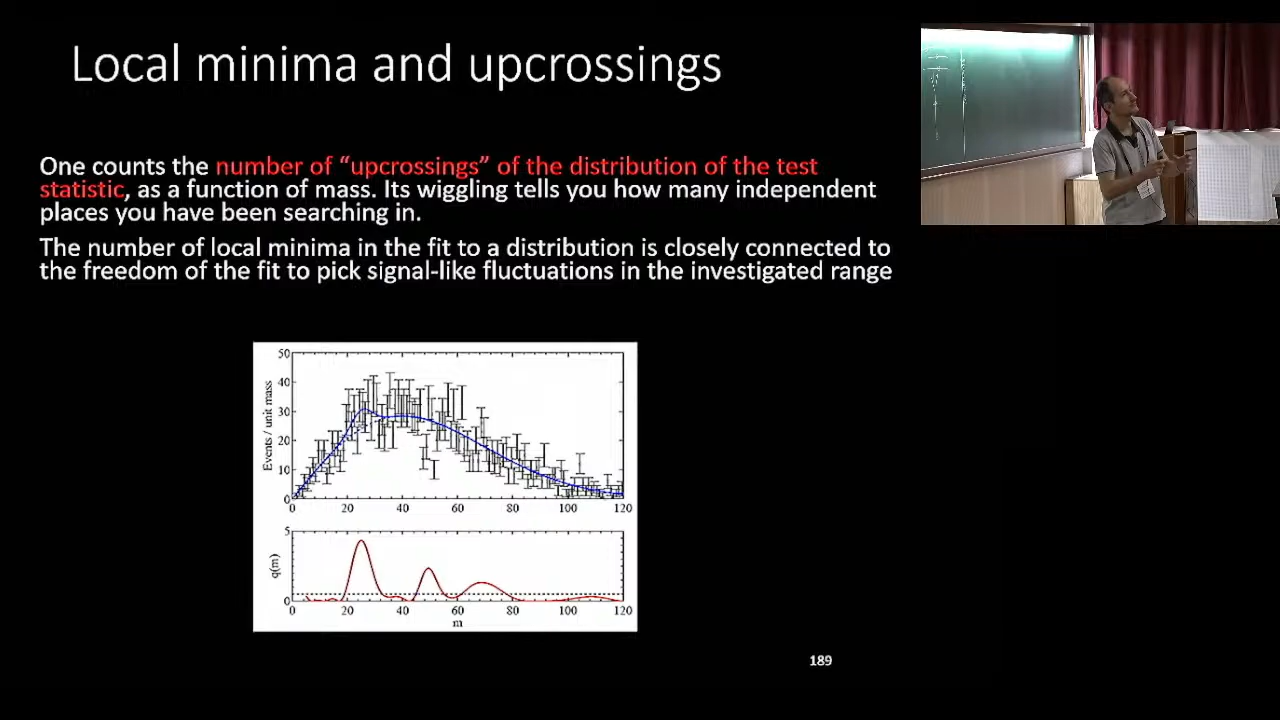 Local minima and upcrossings
One counts the number of “upcrossings” of the distribution of the test
statistic, as a function of mass. Its wiggling tells you how many independent
places you have been searching in.
The number of local minima in the fit to a distribution is closely connected to
the freedom of the fit to pick signal-like fluctuations in the investigated range
50
40
30
20
10
0
Events / unit mass
0 20 40 60 80 100 120
5
0
q(m)
0 20 40 60 80 100 120
m
189